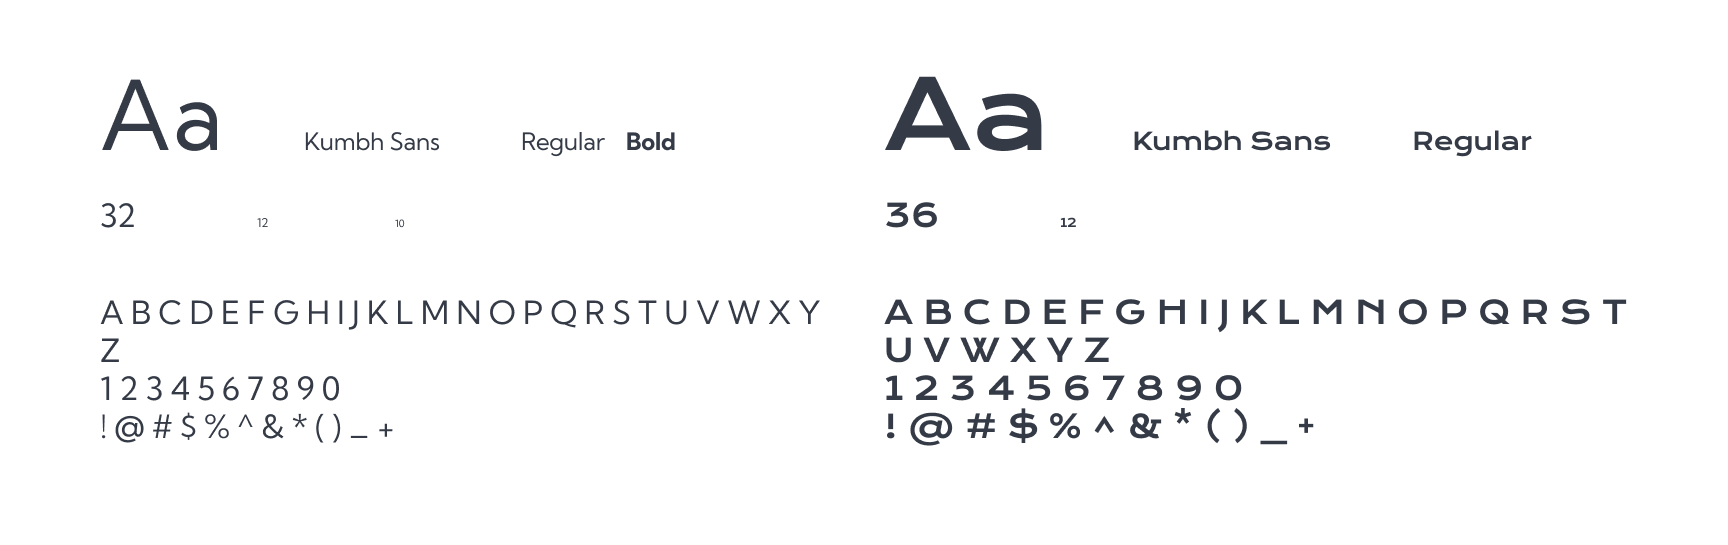 Aa Kumbh Sans Regular Bold
32 12 10
A B C D E F G H I J K L M N O P Q R S T U V W X Y
Z
1 2 3 4 5 6 7 8 9 0
! @ # $ % ^ & * ( ) _ +
Aa Kumbh Sans Regular
36 12
A B C D E F G H I J K L M N O P Q R S T
U V W X Y Z
1 2 3 4 5 6 7 8 9 0
! @ # $ % ^ & * ( ) _ +